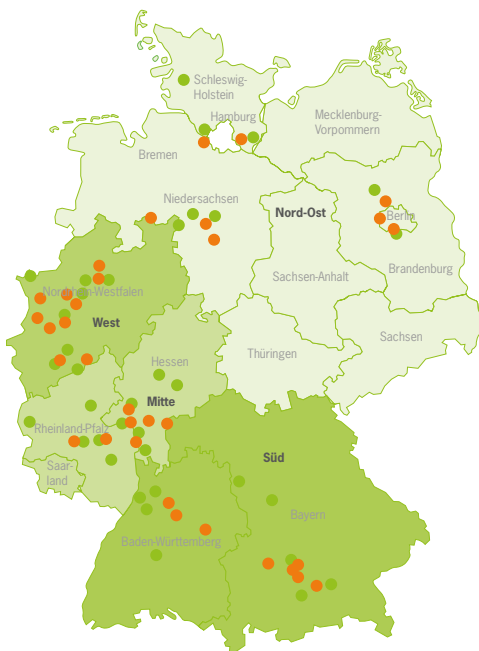 Schleswig-
Holstein
Hamburg
Mecklenburg-
Vorpommern
Bremen
Niedersachsen
Nord-Ost
Berlin
Brandenburg
Sachsen-Anhalt
Nordrhein-Westfalen
West
Sachsen
Thüringen
Hessen
Mitte
Rheinland-Pfalz
Saar-
land
Süd
Bayern
Baden-Württemberg